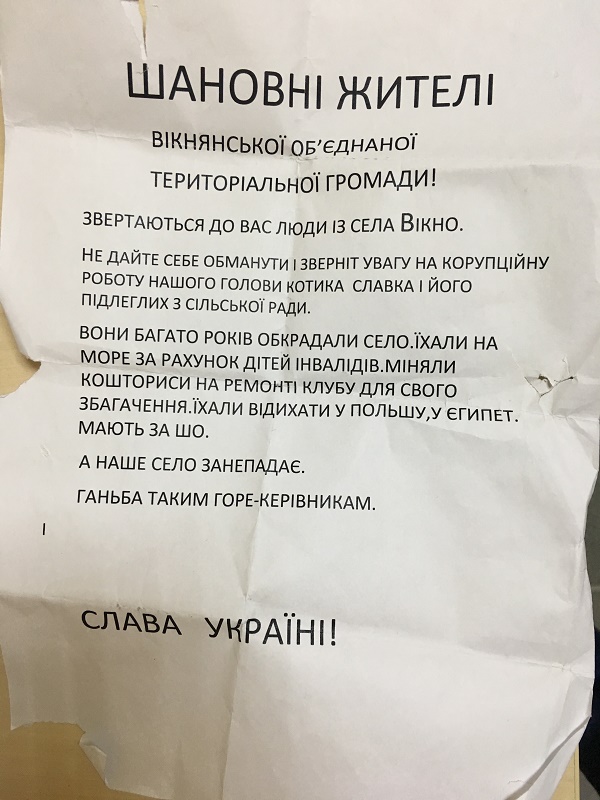 ШАНОВНІ ЖИТЕЛІ
ВІКНЯНСЬКОЇ ОБ’ЄДНАНОЇ
ТЕРИТОРІАЛЬНОЇ ГРОМАДИ!
ЗВЕРТАЮТЬСЯ ДО ВАС ЛЮДИ ІЗ СЕЛА ВІКНО.
НЕ ДАЙТЕ СЕБЕ ОБМАНУТИ І ЗВЕРНІТ УВАГУ НА КОРУПЦІЙНУ
РОБОТУ НАШОГО ГОЛОВИ КОТИКА СЛАВКА І ЙОГО
ПІДЛЕГЛИХ З СІЛЬСЬКОЇ РАДИ.
ВОНИ БАГАТО РОКІВ ОБКРАДАЛИ СЕЛО.ЇХАЛИ НА
МОРЕ ЗА РАХУНОК ДІТЕЙ ІНВАЛІДІВ.МІНЯЛИ
КОШТОРИСИ НА РЕМОНТІ КЛУБУ ДЛЯ СВОГО
ЗБАГАЧЕННЯ.ЇХАЛИ ВІДИХАТИ У ПОЛЬШУ,У ЄГИПЕТ.
МАЮТЬ ЗА ШО.
А НАШЕ СЕЛО ЗАНЕПАДАЄ.
ГАНЬБА ТАКИМ ГОРЕ-КЕРІВНИКАМ.
І
СЛАВА УКРАЇНІ!